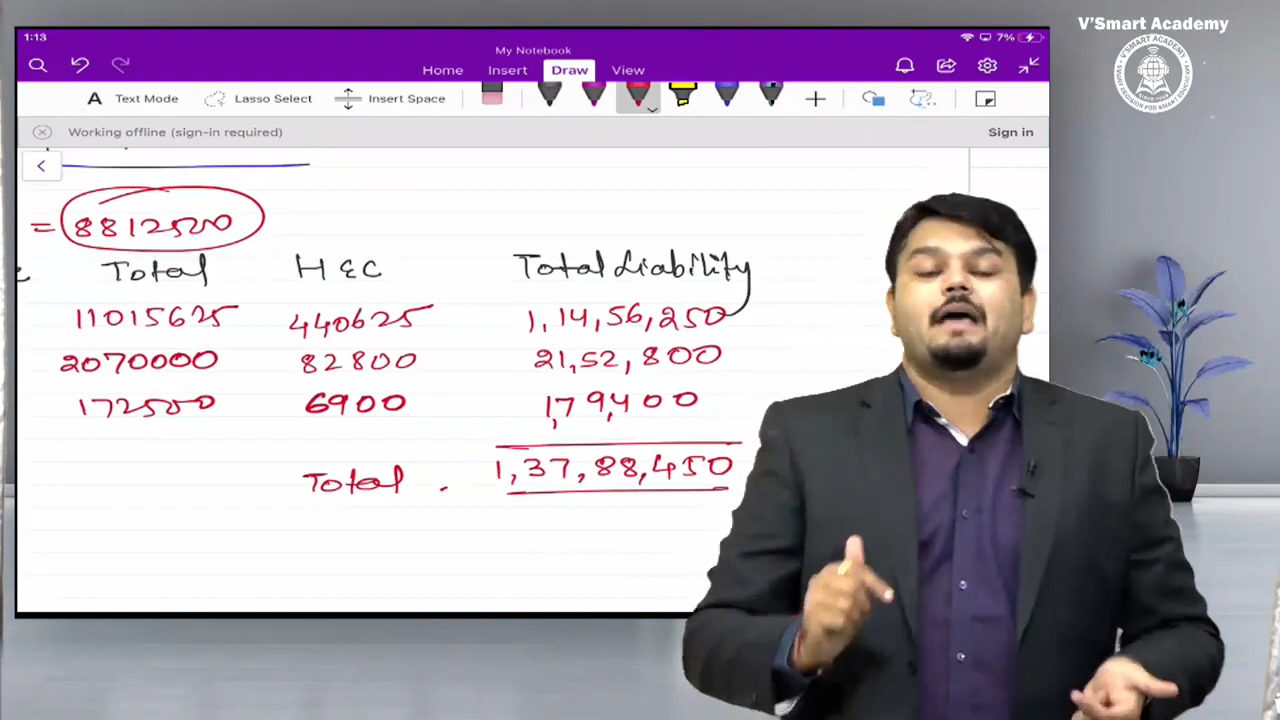 V'Smart Academy
1:13
7%
My Notebook
Home Insert Draw View
Text Mode Lasso Select Insert Space
Working offline (sign-in required) Sign in
= 8812500
Total HEC Total Liability
11015625 440625 1,14,56,250
2070000 82800 21,52,800
172500 6900 1,79,400
Total 1,37,88,450